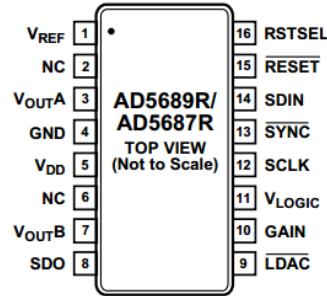 VREF 1
NC 2
VOUTA 3
GND 4
VDD 5
NC 6
VOUTB 7
SDO 8
AD5689R/
AD5687R
TOP VIEW
(Not to Scale)
16 RSTSEL
15 RESET
14 SDIN
13 SYNC
12 SCLK
11 VLOGIC
10 GAIN
9 LDAC